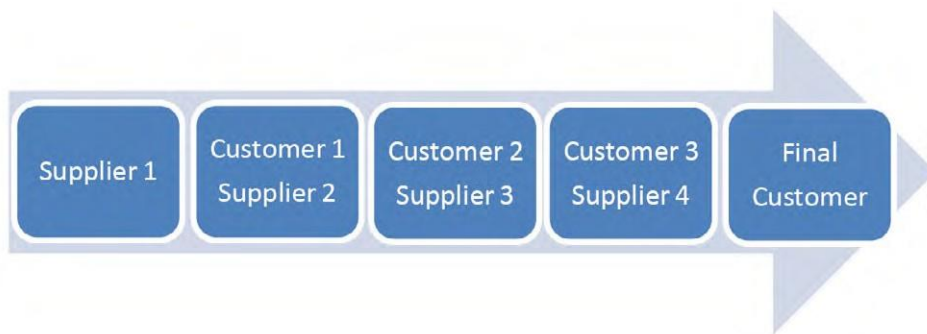 Supplier 1
Customer 1
Supplier 2
Customer 2
Supplier 3
Customer 3
Supplier 4
Final
Customer